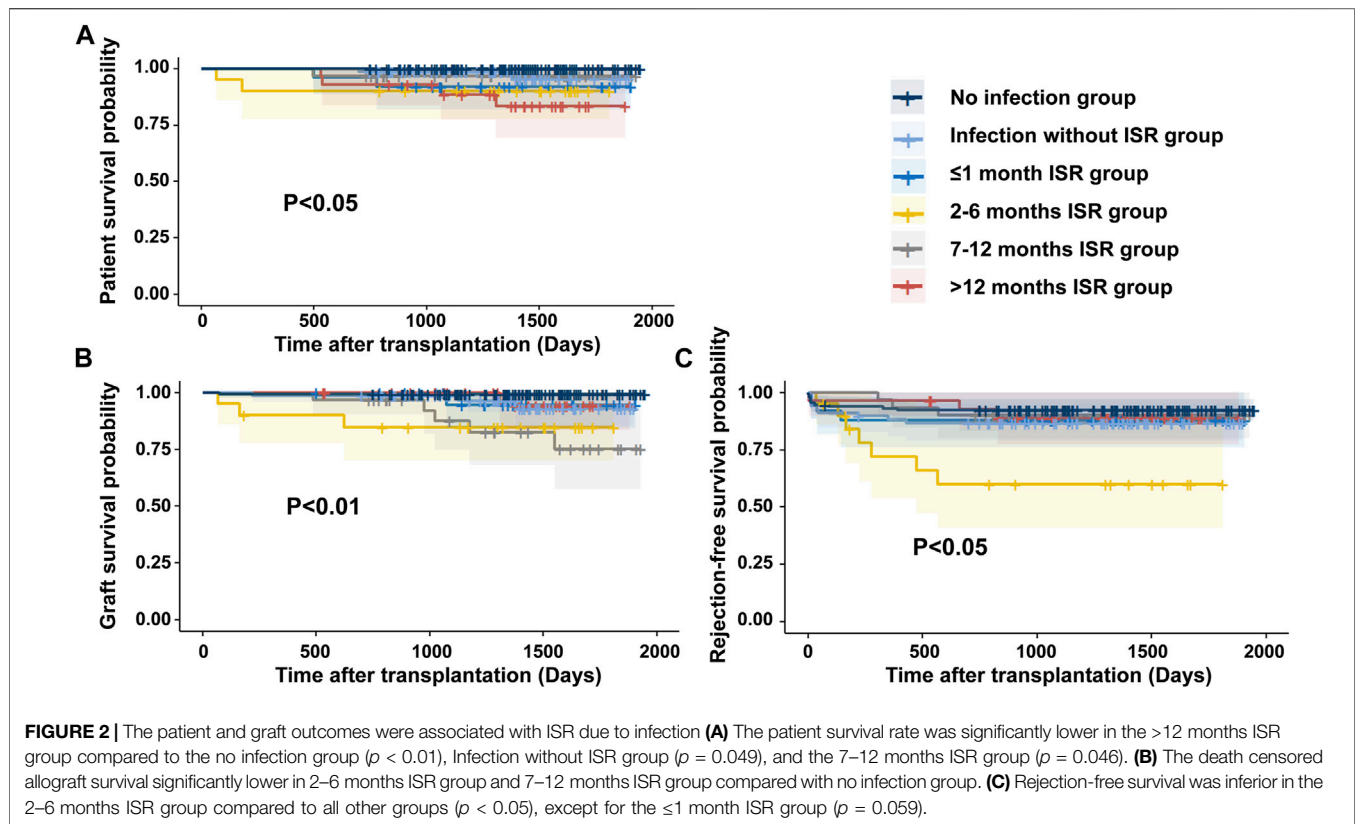 A
Patient survival probability
1.00
0.75
0.50
0.25
0.00
P<0.05
0 500 1000 1500 2000
Time after transplantation (Days)
No infection group
Infection without ISR group
≤1 month ISR group
2-6 months ISR group
7-12 months ISR group
>12 months ISR group
B
Graft survival probability
1.00
0.75
0.50
0.25
0.00
P<0.01
0 500 1000 1500 2000
Time after transplantation (Days)
C
Rejection-free survival probability
1.00
0.75
0.50
0.25
0.00
P<0.05
0 500 1000 1500 2000
Time after transplantation (Days)
FIGURE 2 | The patient and graft outcomes were associated with ISR due to infection (A) The patient survival rate was significantly lower in the >12 months ISR
group compared to the no infection group (p < 0.01), Infection without ISR group (p = 0.049), and the 7–12 months ISR group (p = 0.046). (B) The death censored
allograft survival significantly lower in 2–6 months ISR group and 7–12 months ISR group compared with no infection group. (C) Rejection-free survival was inferior in the
2–6 months ISR group compared to all other groups (p < 0.05), except for the ≤1 month ISR group (p = 0.059).